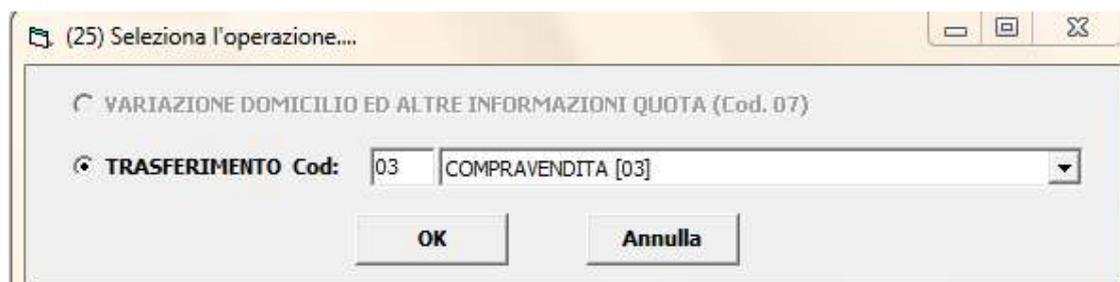 (25) Seleziona l'operazione....
VARIAZIONE DOMICILIO ED ALTRE INFORMAZIONI QUOTA (Cod. 07)
TRASFERIMENTO Cod: 03 COMPRAVENDITA [03]
OK Annulla